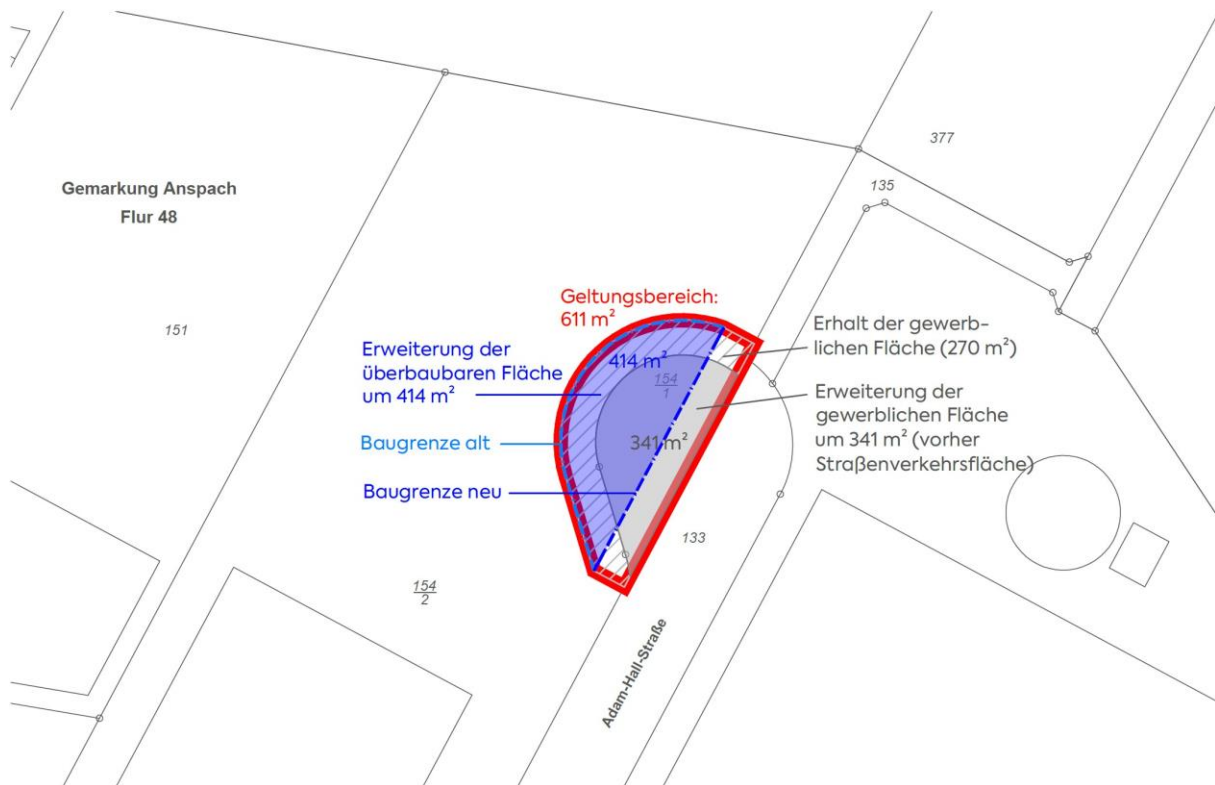 377
135
Gemarkung Anspach
Flur 48
151
Geltungsbereich:
611 m²
Erhalt der gewerb-
lichen Fläche (270 m²)
Erweiterung der
überbaubaren Fläche
um 414 m²
414 m²
154
1
Erweiterung der
gewerblichen Fläche
um 341 m² (vorher
Straßenverkehrsfläche)
Baugrenze alt
341 m²
Baugrenze neu
133
154
2
Adam-Hall-Straße